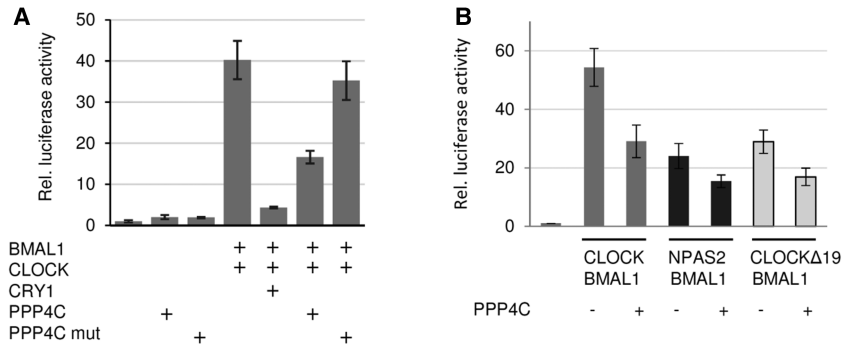 A
Rel. luciferase activity
50
40
30
20
10
0
BMAL1 + + + +
CLOCK + + + +
CRY1 +
PPP4C + +
PPP4C mut + +
B
Rel. luciferase activity
60
40
20
0
CLOCK NPAS2 CLOCKΔ19
BMAL1 BMAL1 BMAL1
PPP4C - + - + - +